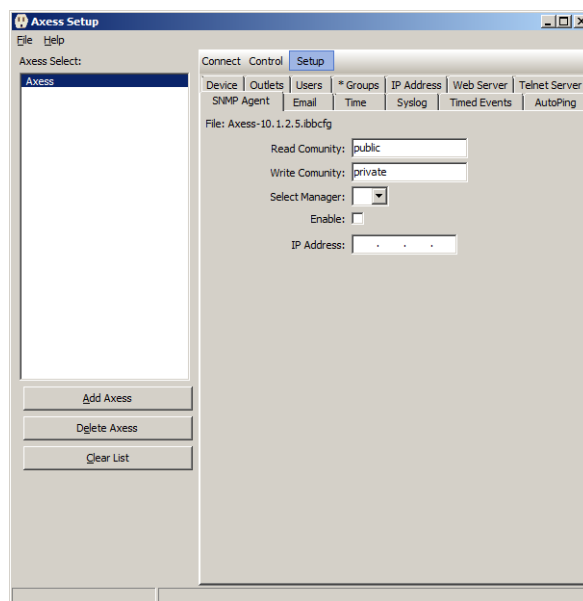 Axess Setup
File Help
Axess Select:
Axess
Add Axess
Delete Axess
Clear List
Connect Control Setup
Device Outlets Users * Groups IP Address Web Server Telnet Server
SNMP Agent Email Time Syslog Timed Events AutoPing
File: Axess-10.1.2.5.ibbcfg
Read Comunity: public
Write Comunity: private
Select Manager:
Enable:
IP Address: . . .